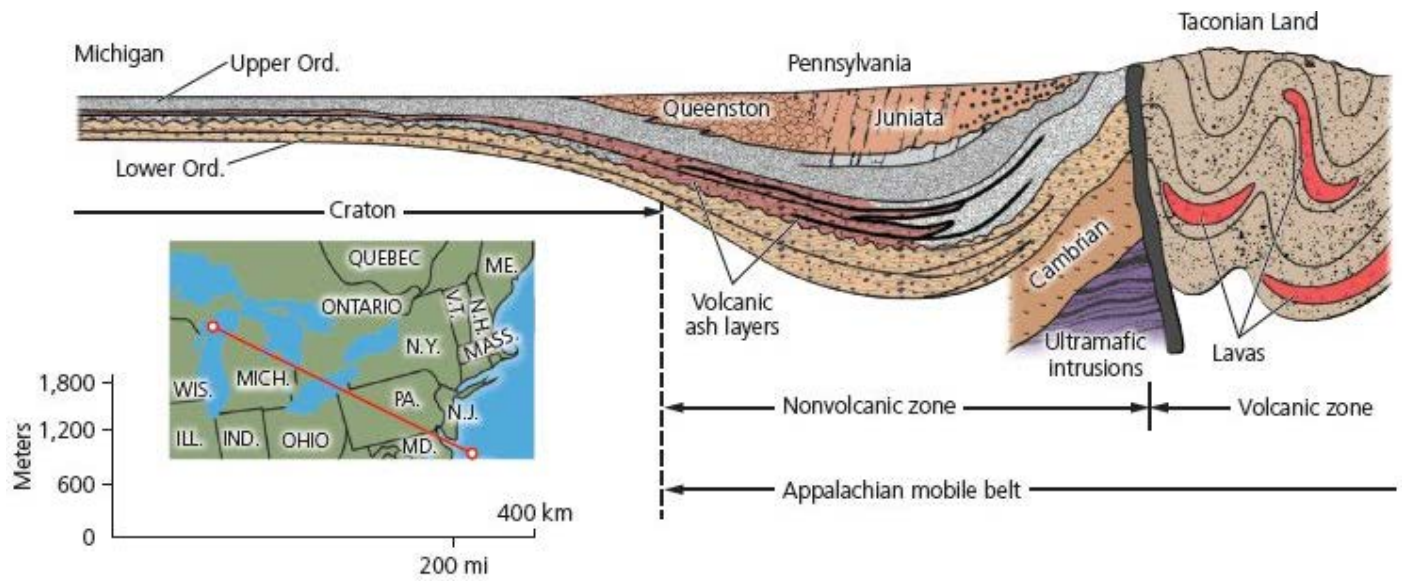 Taconian Land
Michigan
Upper Ord.
Pennsylvania
Queenston
Juniata
Lower Ord.
Craton
Cambrian
Volcanic
ash layers
Ultramafic
intrusions
Lavas
QUEBEC
ME.
ONTARIO
V.T.
N.H.
MASS.
N.Y.
WIS.
MICH.
PA.
N.J.
ILL.
IND.
OHIO
MD.
Nonvolcanic zone
Volcanic zone
Appalachian mobile belt
Meters
1,800
1,200
600
0
400 km
200 mi